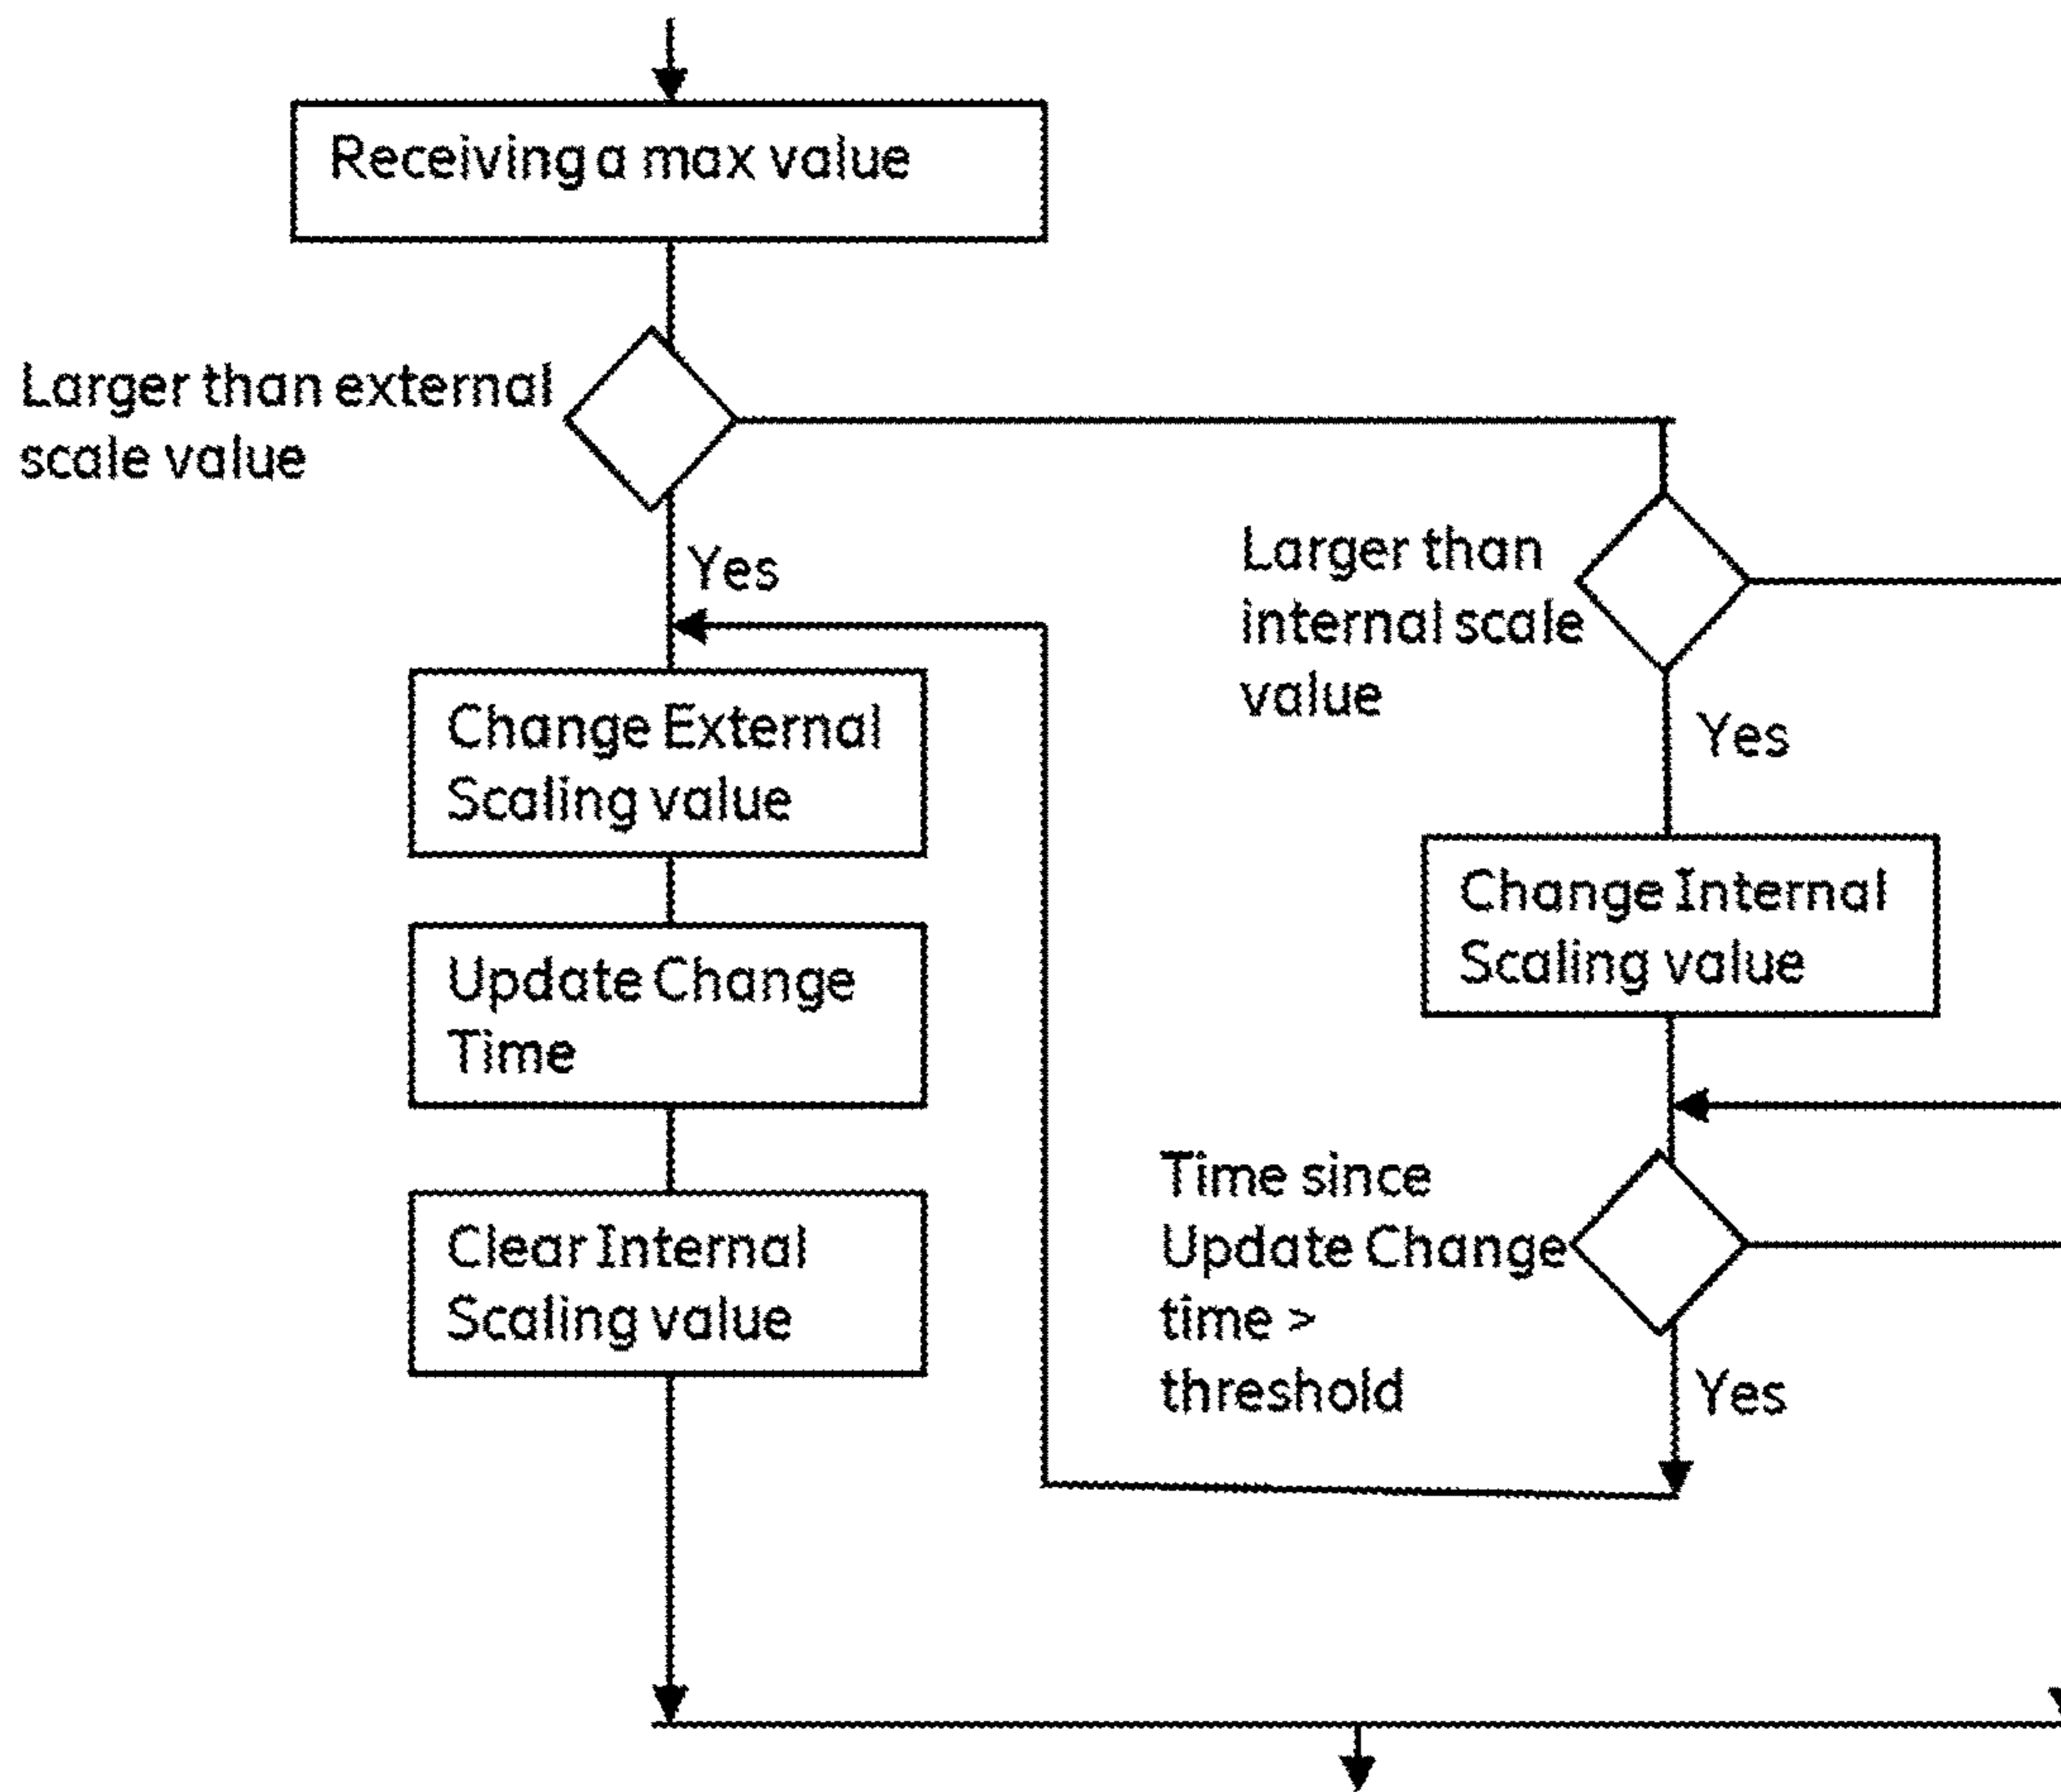 Receiving a max value
Larger than external
scale value
Yes
Change External
Scaling value
Update Change
Time
Clear Internal
Scaling value
Larger than
internal scale
value
Yes
Change Internal
Scaling value
Time since
Update Change
time >
threshold
Yes